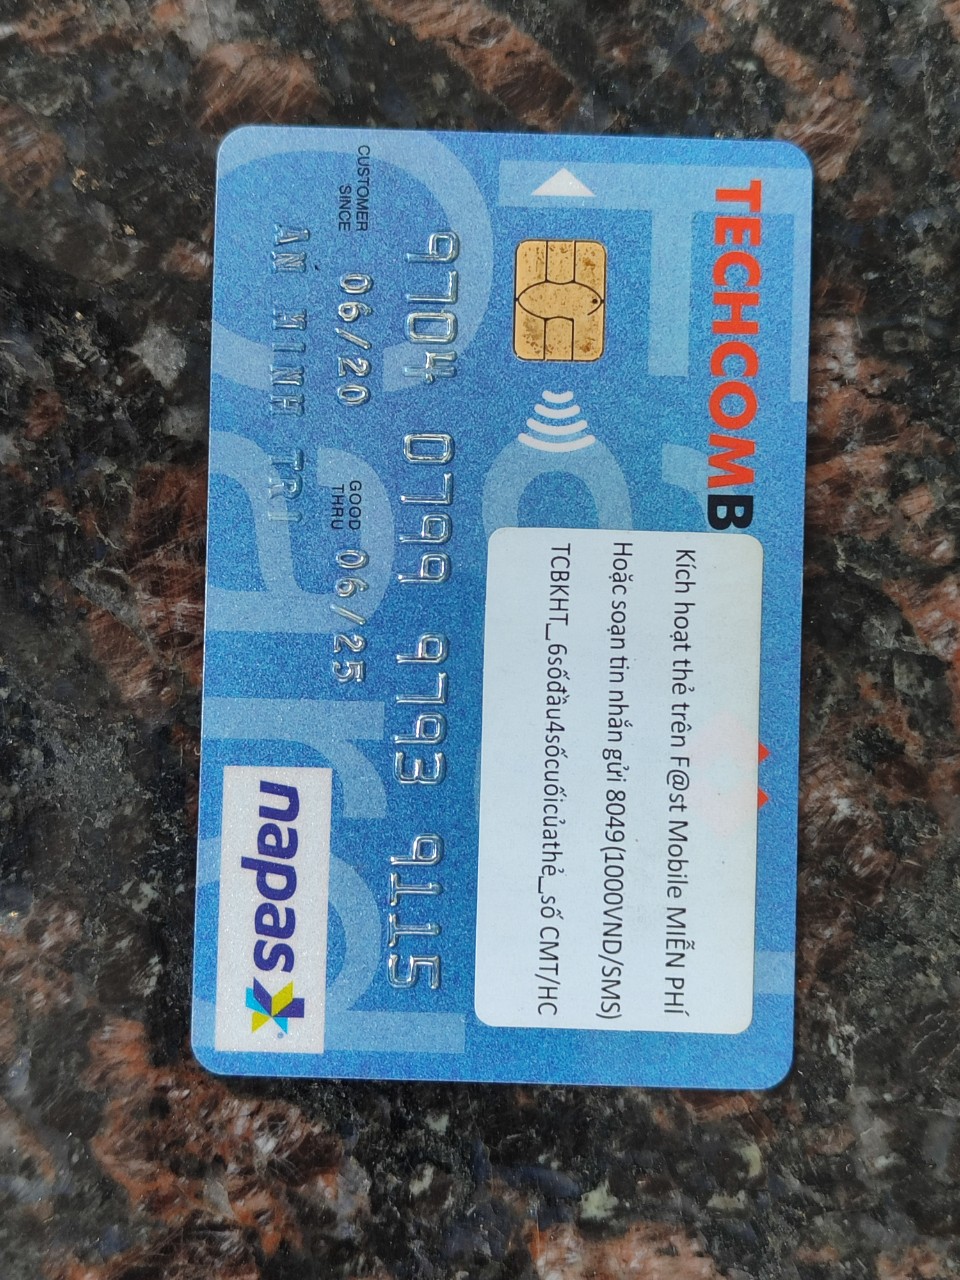 TECHCOMB
Kích hoạt thẻ trên F@st Mobile MIỄN PHÍ
Hoặc soạn tin nhắn gửi 8049(1000VND/SMS)
TCBKHT_6sốđầu4sốcuốicủathẻ_số CMT/HC
9704 0799 9793 9115
CUSTOMER SINCE 06/20 GOOD THRU 06/25
AN MINH TRI
napas